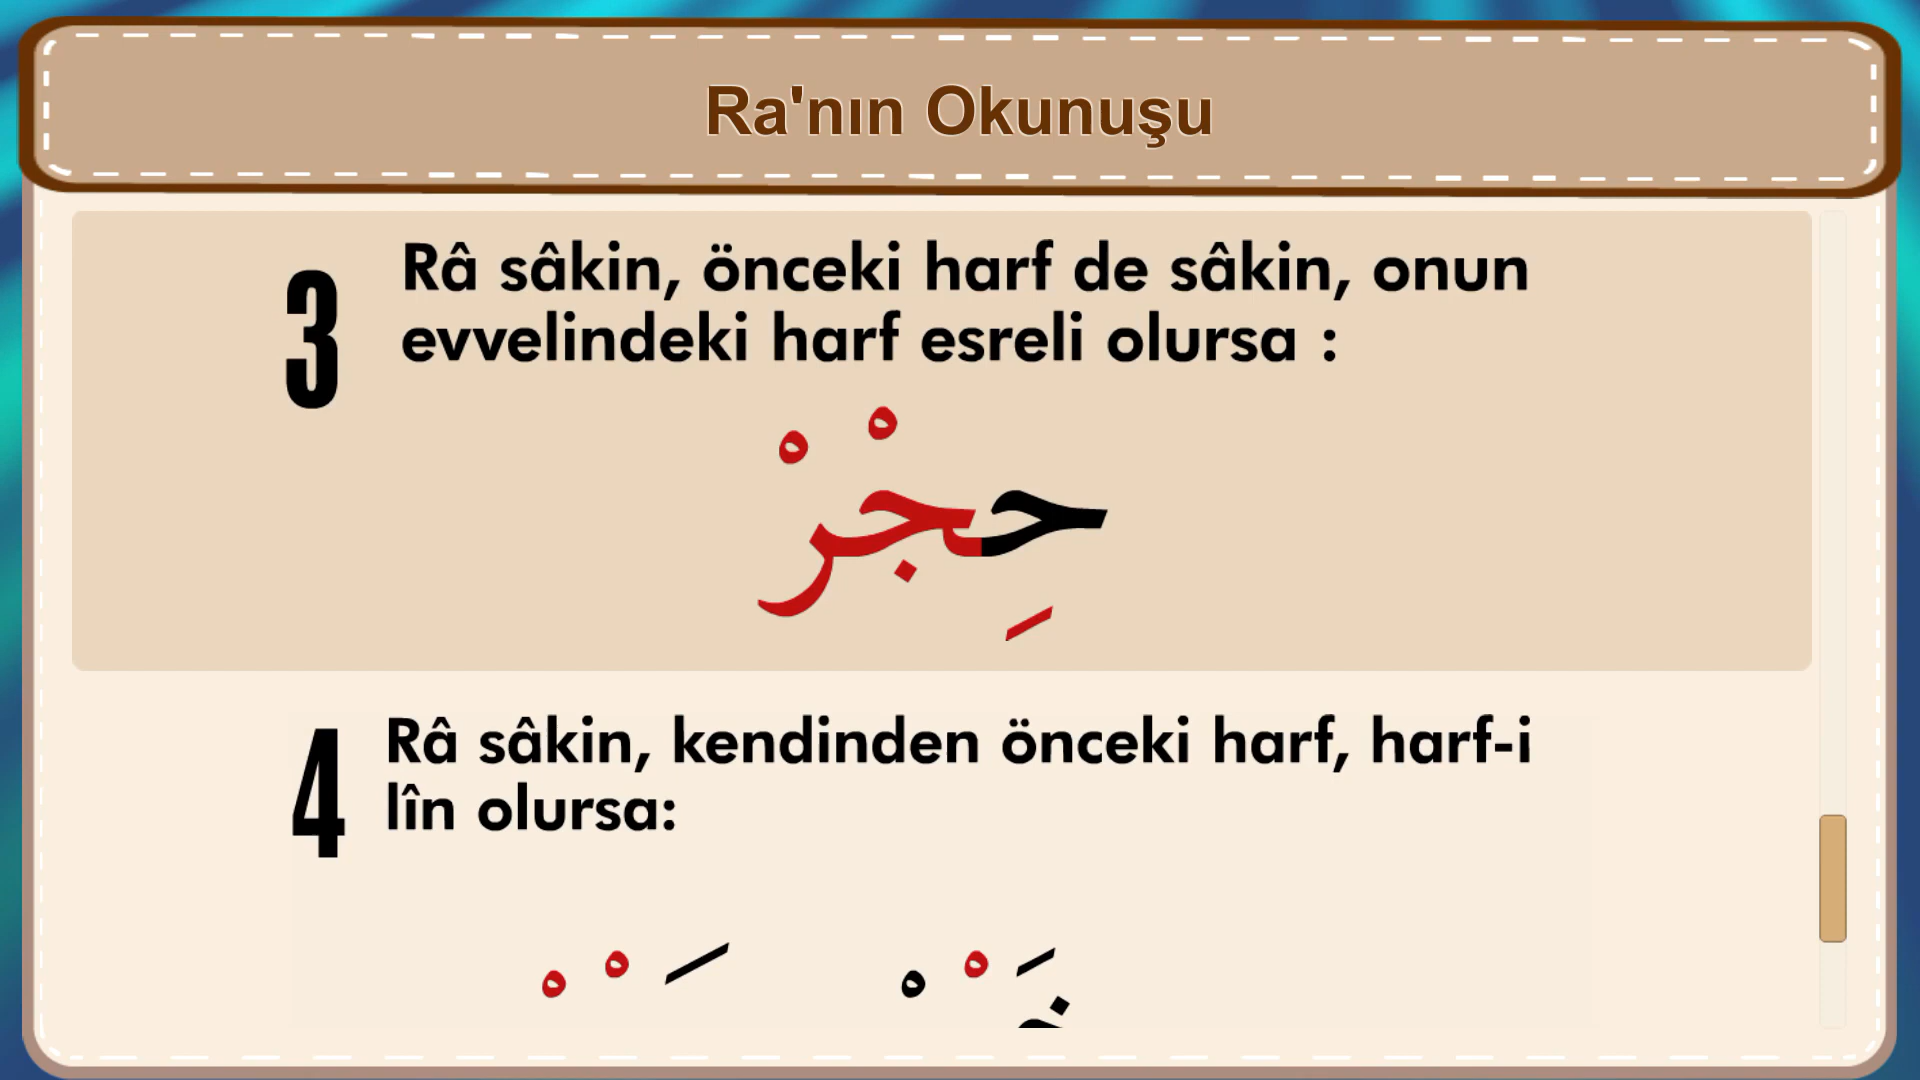 Ra'nın Okunuşu
3
Râ sâkin, önceki harf de sâkin, onun
evvelindeki harf esreli olursa :
حِجْرْ
4
Râ sâkin, kendinden önceki harf, harf-i
lîn olursa: